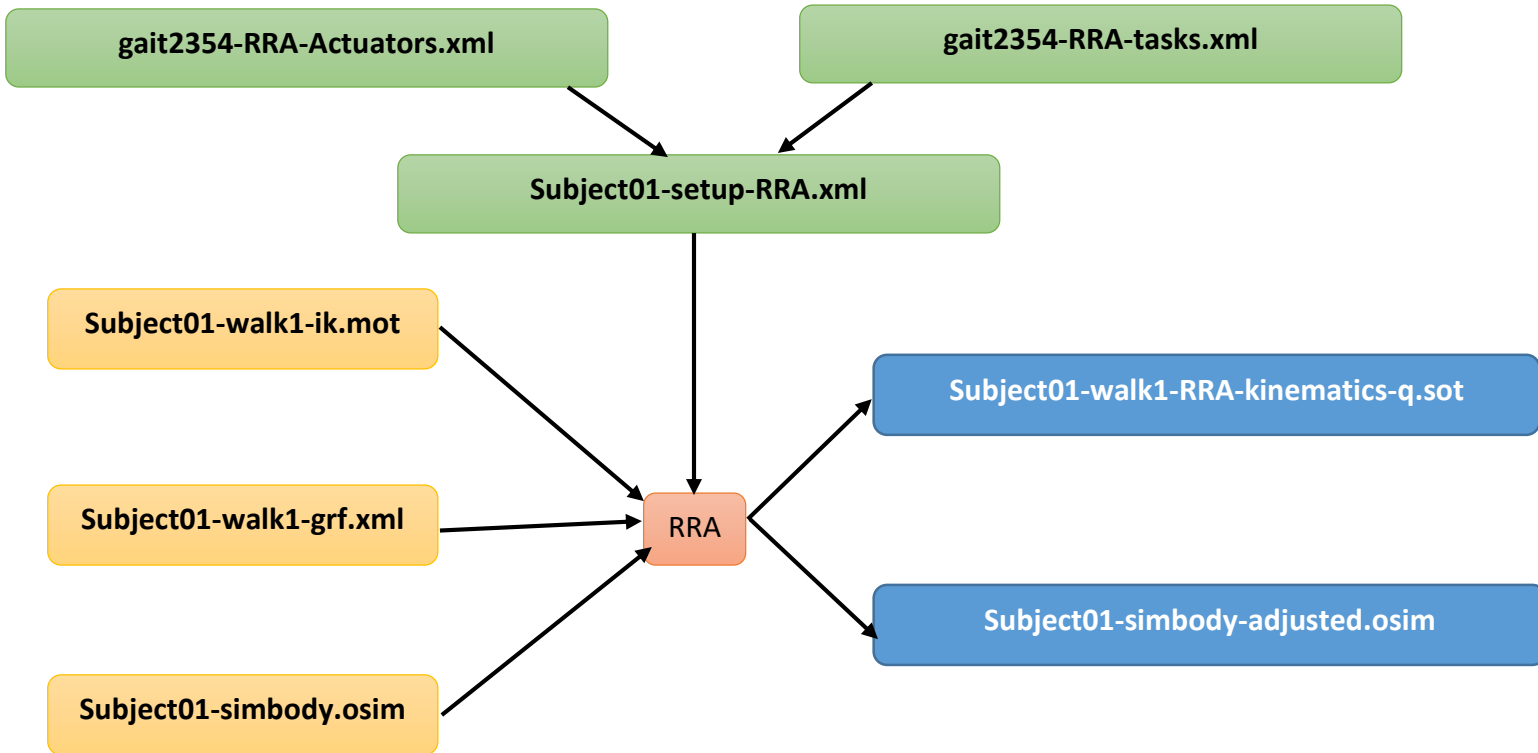 gait2354-RRA-Actuators.xml
gait2354-RRA-tasks.xml
Subject01-setup-RRA.xml
Subject01-walk1-ik.mot
Subject01-walk1-RRA-kinematics-q.sot
Subject01-walk1-grf.xml
RRA
Subject01-simbody-adjusted.osim
Subject01-simbody.osim